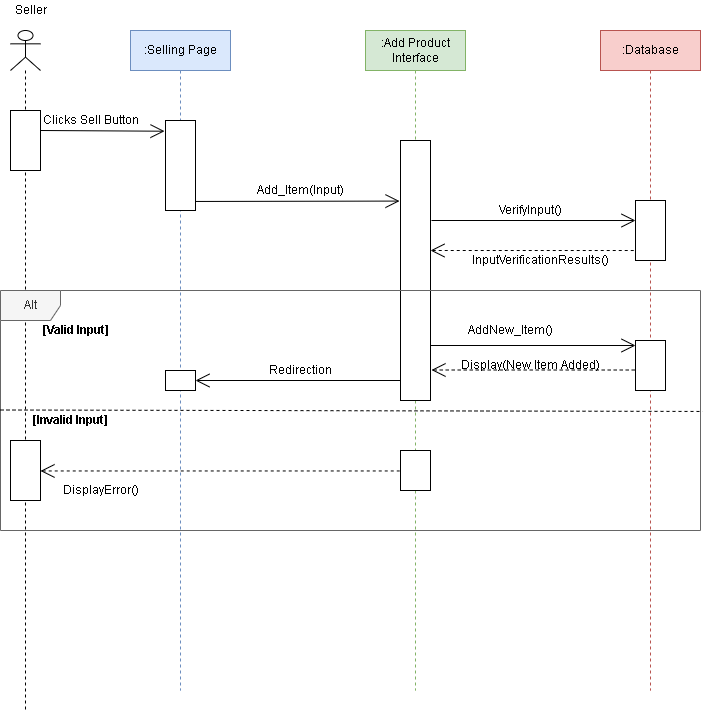 Seller
:Selling Page
:Add Product
Interface
:Database
Clicks Sell Button
Add_Item(Input)
VerifyInput()
InputVerificationResults()
Alt
[Valid Input]
AddNew_Item()
Display(New Item Added)
Redirection
[Invalid Input]
DisplayError()